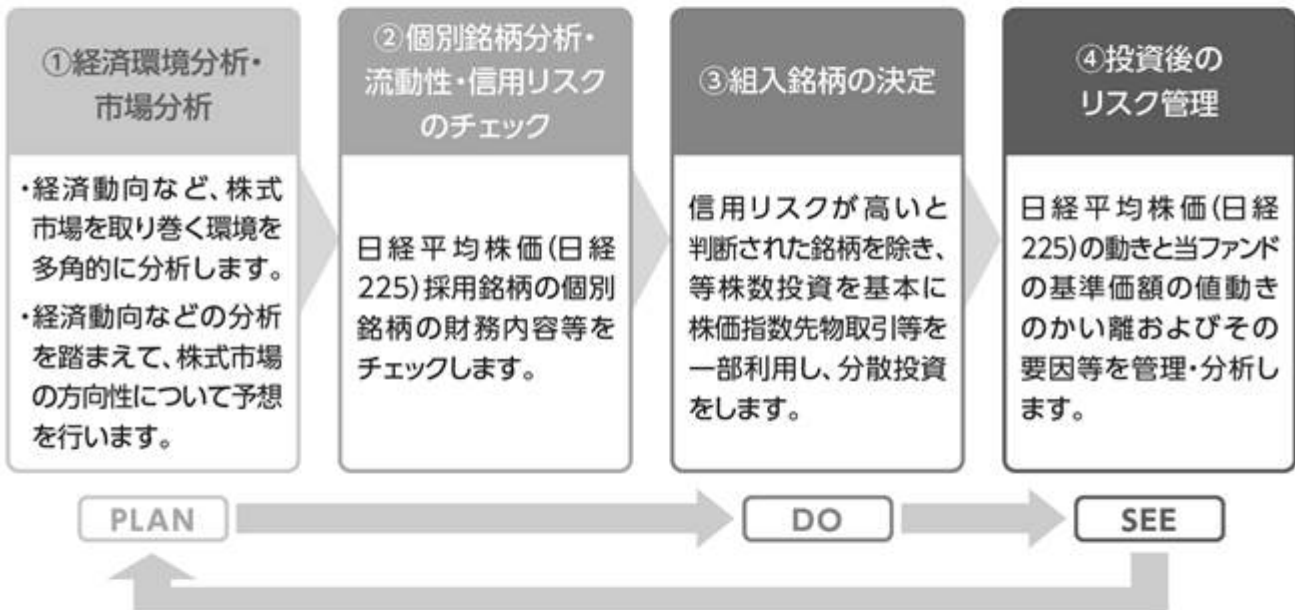 ①経済環境分析・
市場分析
・経済動向など、株式
市場を取り巻く環境を
多角的に分析します。
・経済動向などの分析
を踏まえて、株式市場
の方向性について予想
を行います。
②個別銘柄分析・
流動性・信用リスク
のチェック
日経平均株価(日経
225)採用銘柄の個別
銘柄の財務内容等を
チェックします。
③組入銘柄の決定
信用リスクが高いと
判断された銘柄を除き、
等株数投資を基本に
株価指数先物取引等を
一部利用し、分散投資
をします。
④投資後の
リスク管理
日経平均株価(日経
225)の動きと当ファンド
の基準価額の値動き
のかい離およびその
要因等を管理・分析し
ます。
PLAN
DO
SEE